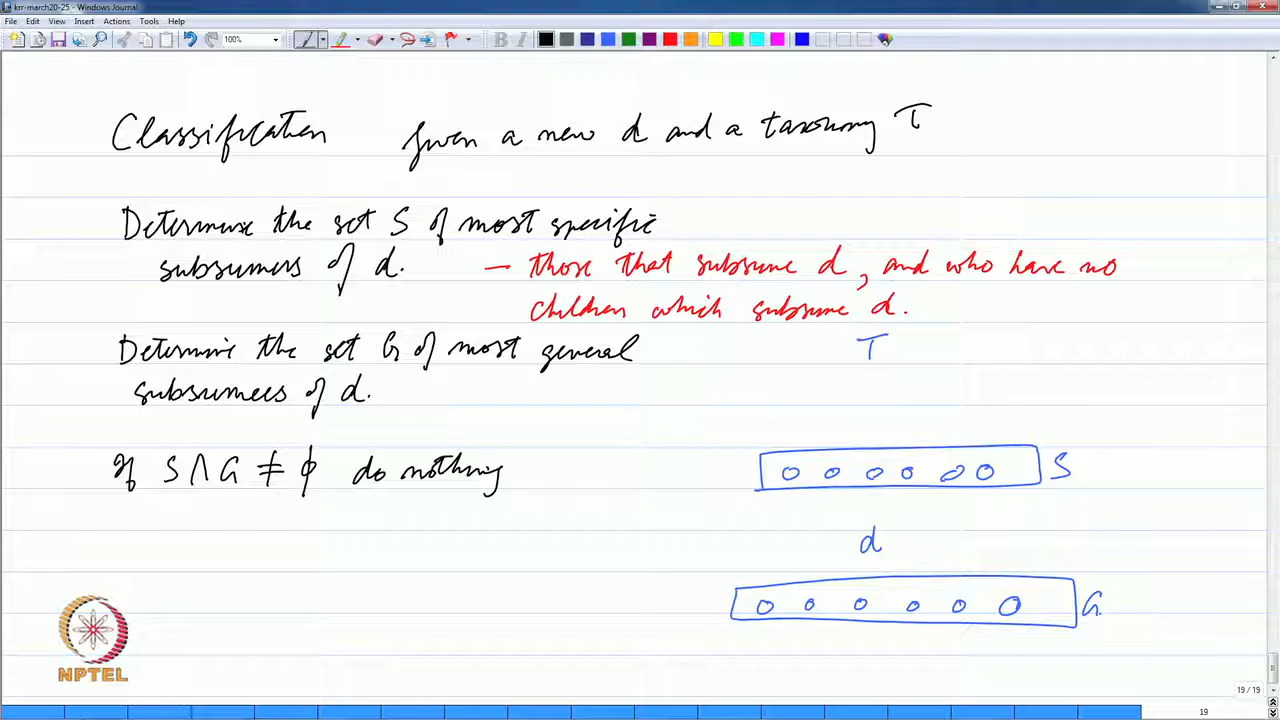 krr-march20-25 - Windows Journal
File Edit View Insert Actions Tools Help
100%
B I
Classification Given a new d and a taxonomy T
Determine the set S of most specific
subsumers of d. – those that subsume d, and who have no
children which subsume d.
Determine the set G of most general
subsumees of d.
T
If S ∩ G ≠ ϕ do nothing
S
d
G
NPTEL
19 / 19
19